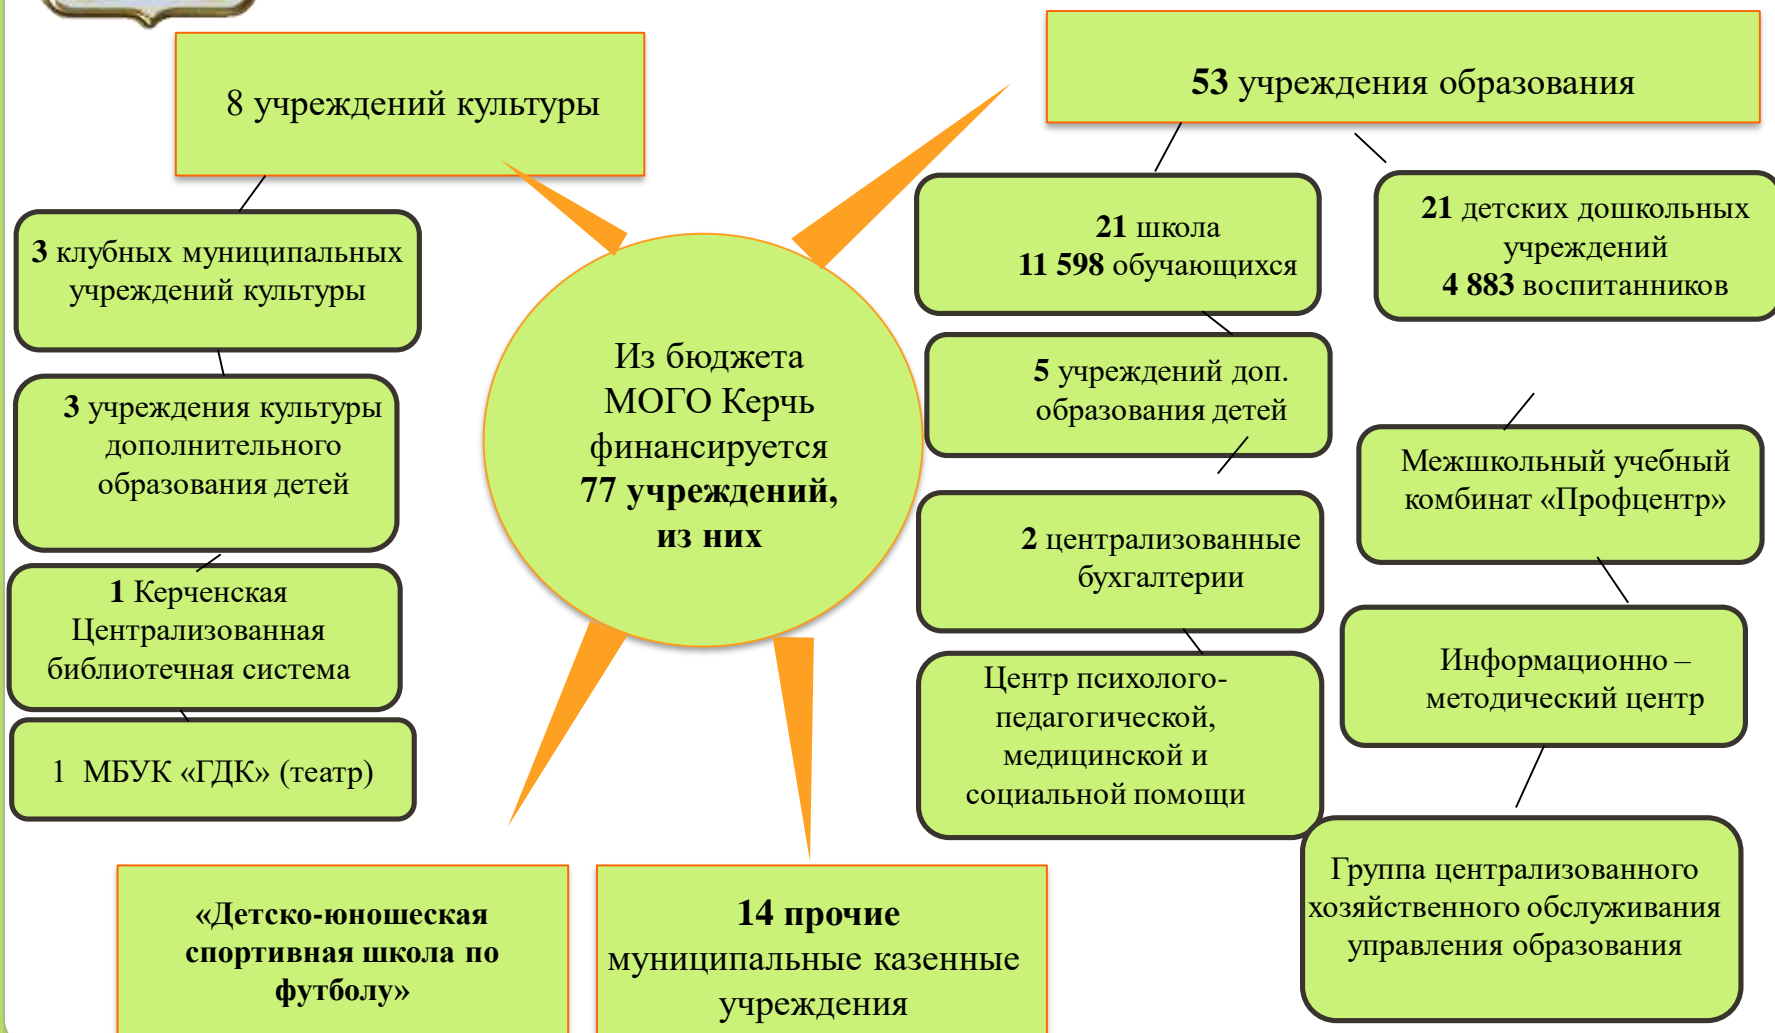 8 учреждений культуры
53 учреждения образования
3 клубных муниципальных
учреждений культуры
3 учреждения культуры
дополнительного
образования детей
1 Керченская
Централизованная
библиотечная система
1 МБУК «ГДК» (театр)
Из бюджета
МОГО Керчь
финансируется
77 учреждений,
из них
21 школа
11 598 обучающихся
5 учреждений доп.
образования детей
2 централизованные
бухгалтерии
Центр психолого-
педагогической,
медицинской и
социальной помощи
21 детских дошкольных
учреждений
4 883 воспитанников
Межшкольный учебный
комбинат «Профцентр»
Информационно –
методический центр
Группа централизованного
хозяйственного обслуживания
управления образования
«Детско-юношеская
спортивная школа по
футболу»
14 прочие
муниципальные казенные
учреждения